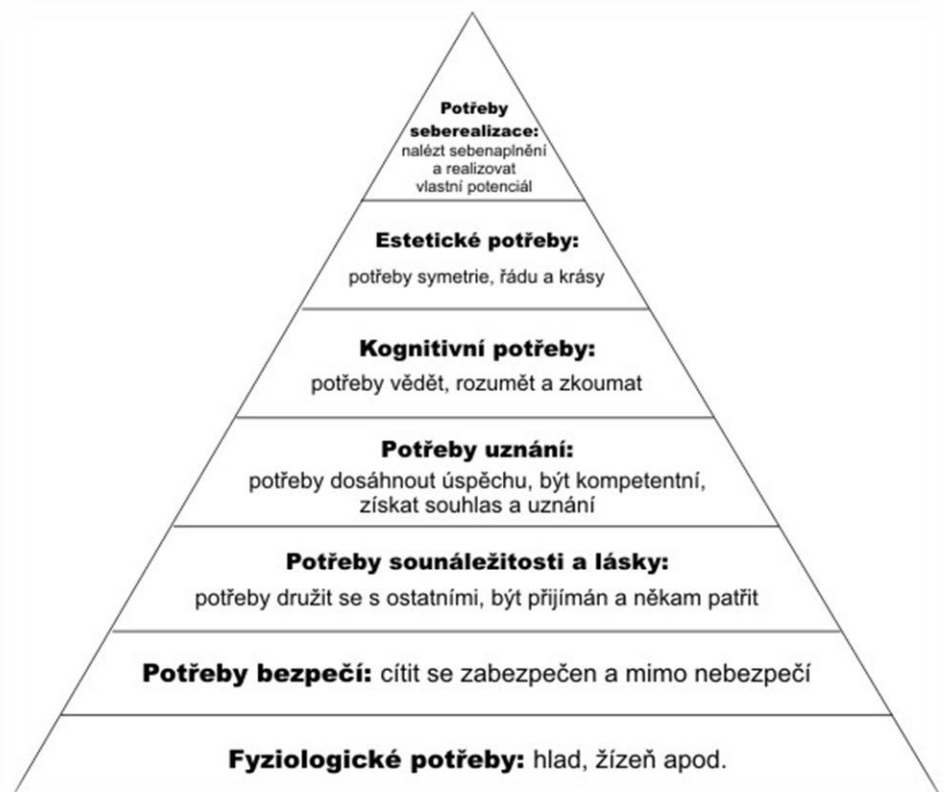 Potřeby
seberealizace:
nalézt sebenaplnění
a realizovat
vlastní potenciál
Estetické potřeby:
potřeby symetrie, řádu a krásy
Kognitivní potřeby:
potřeby vědět, rozumět a zkoumat
Potřeby uznání:
potřeby dosáhnout úspěchu, být kompetentní,
získat souhlas a uznání
Potřeby sounáležitosti a lásky:
potřeby družit se s ostatními, být přijímán a někam patřit
Potřeby bezpečí: cítit se zabezpečen a mimo nebezpečí
Fyziologické potřeby: hlad, žízeň apod.